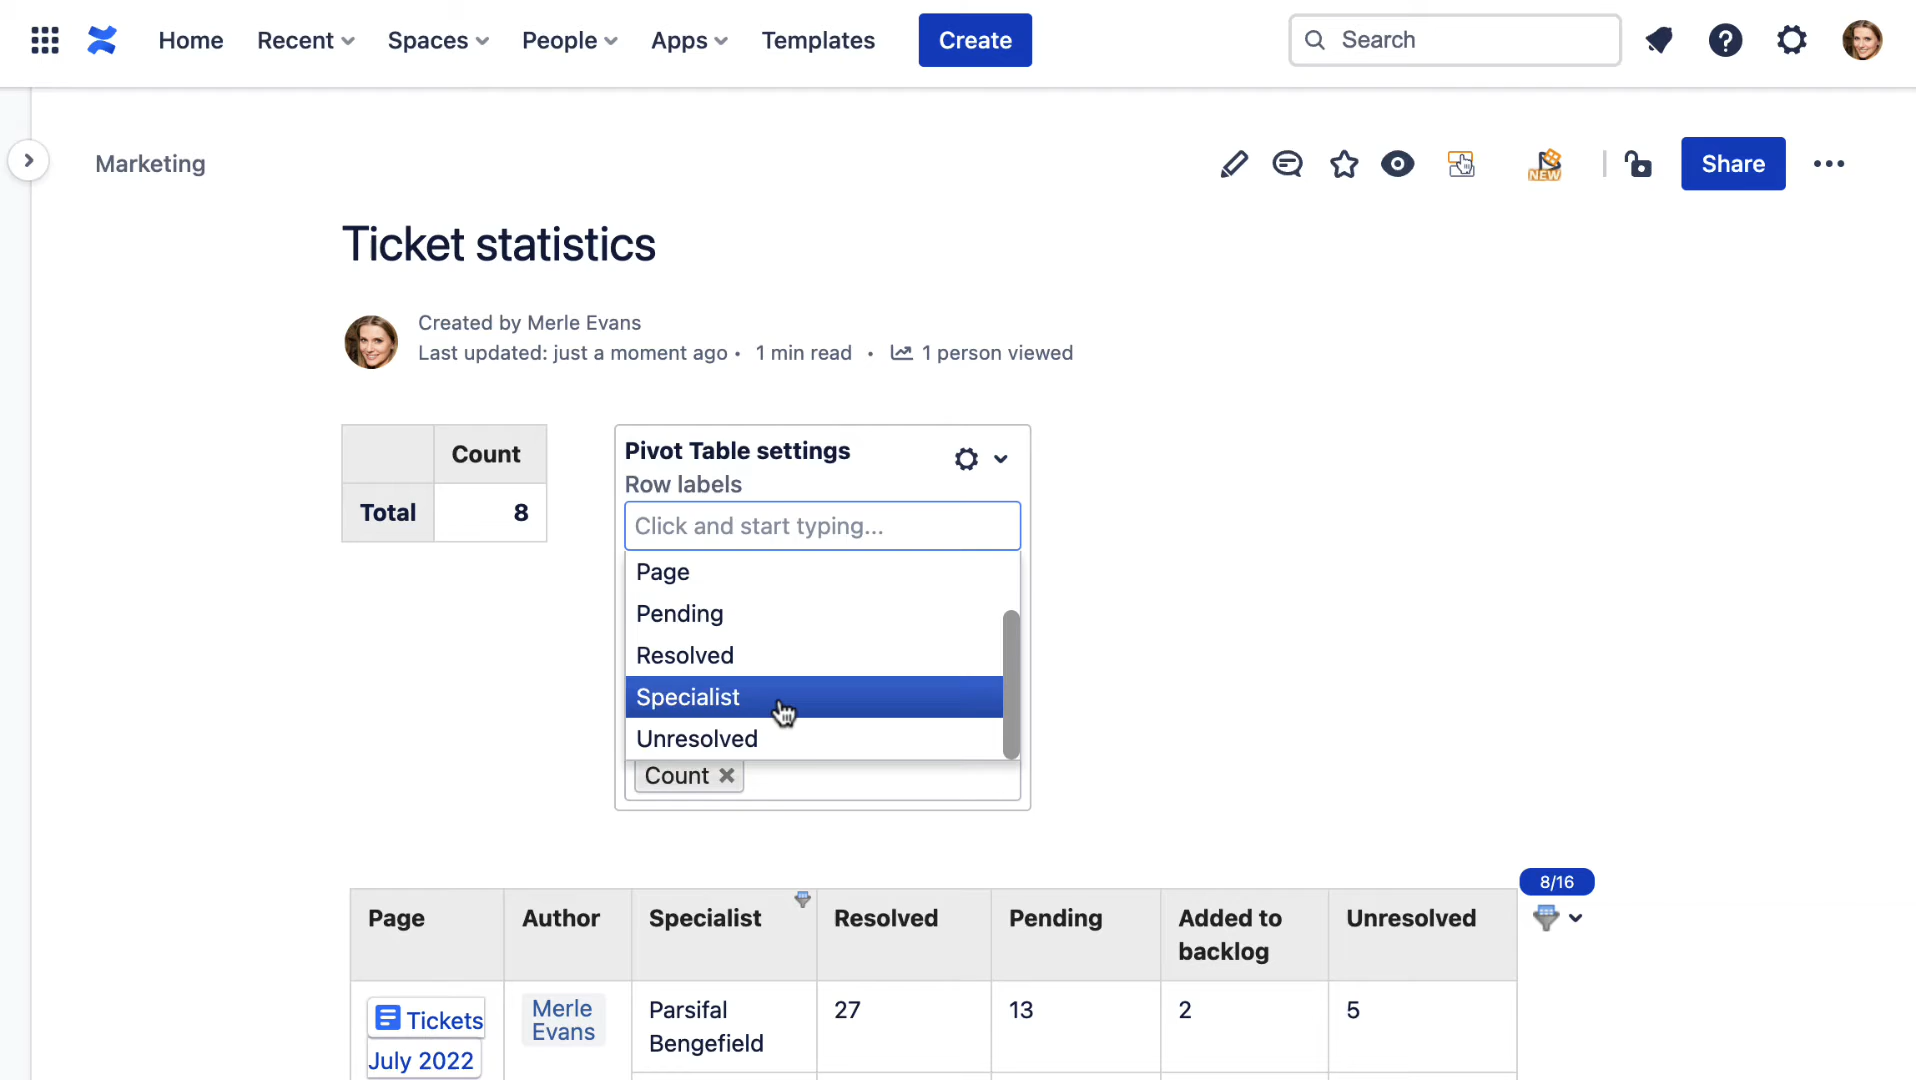 Home Recent Spaces People Apps Templates Create Search
Marketing
NEW
Share
Ticket statistics
Created by Merle Evans
Last updated: just a moment ago • 1 min read • 1 person viewed
Count
Total 8
Pivot Table settings
Row labels
Click and start typing...
Page
Pending
Resolved
Specialist
Unresolved
Count
8/16
Page Author Specialist Resolved Pending Added to backlog Unresolved
Tickets July 2022 Merle Evans Parsifal Bengefield 27 13 2 5